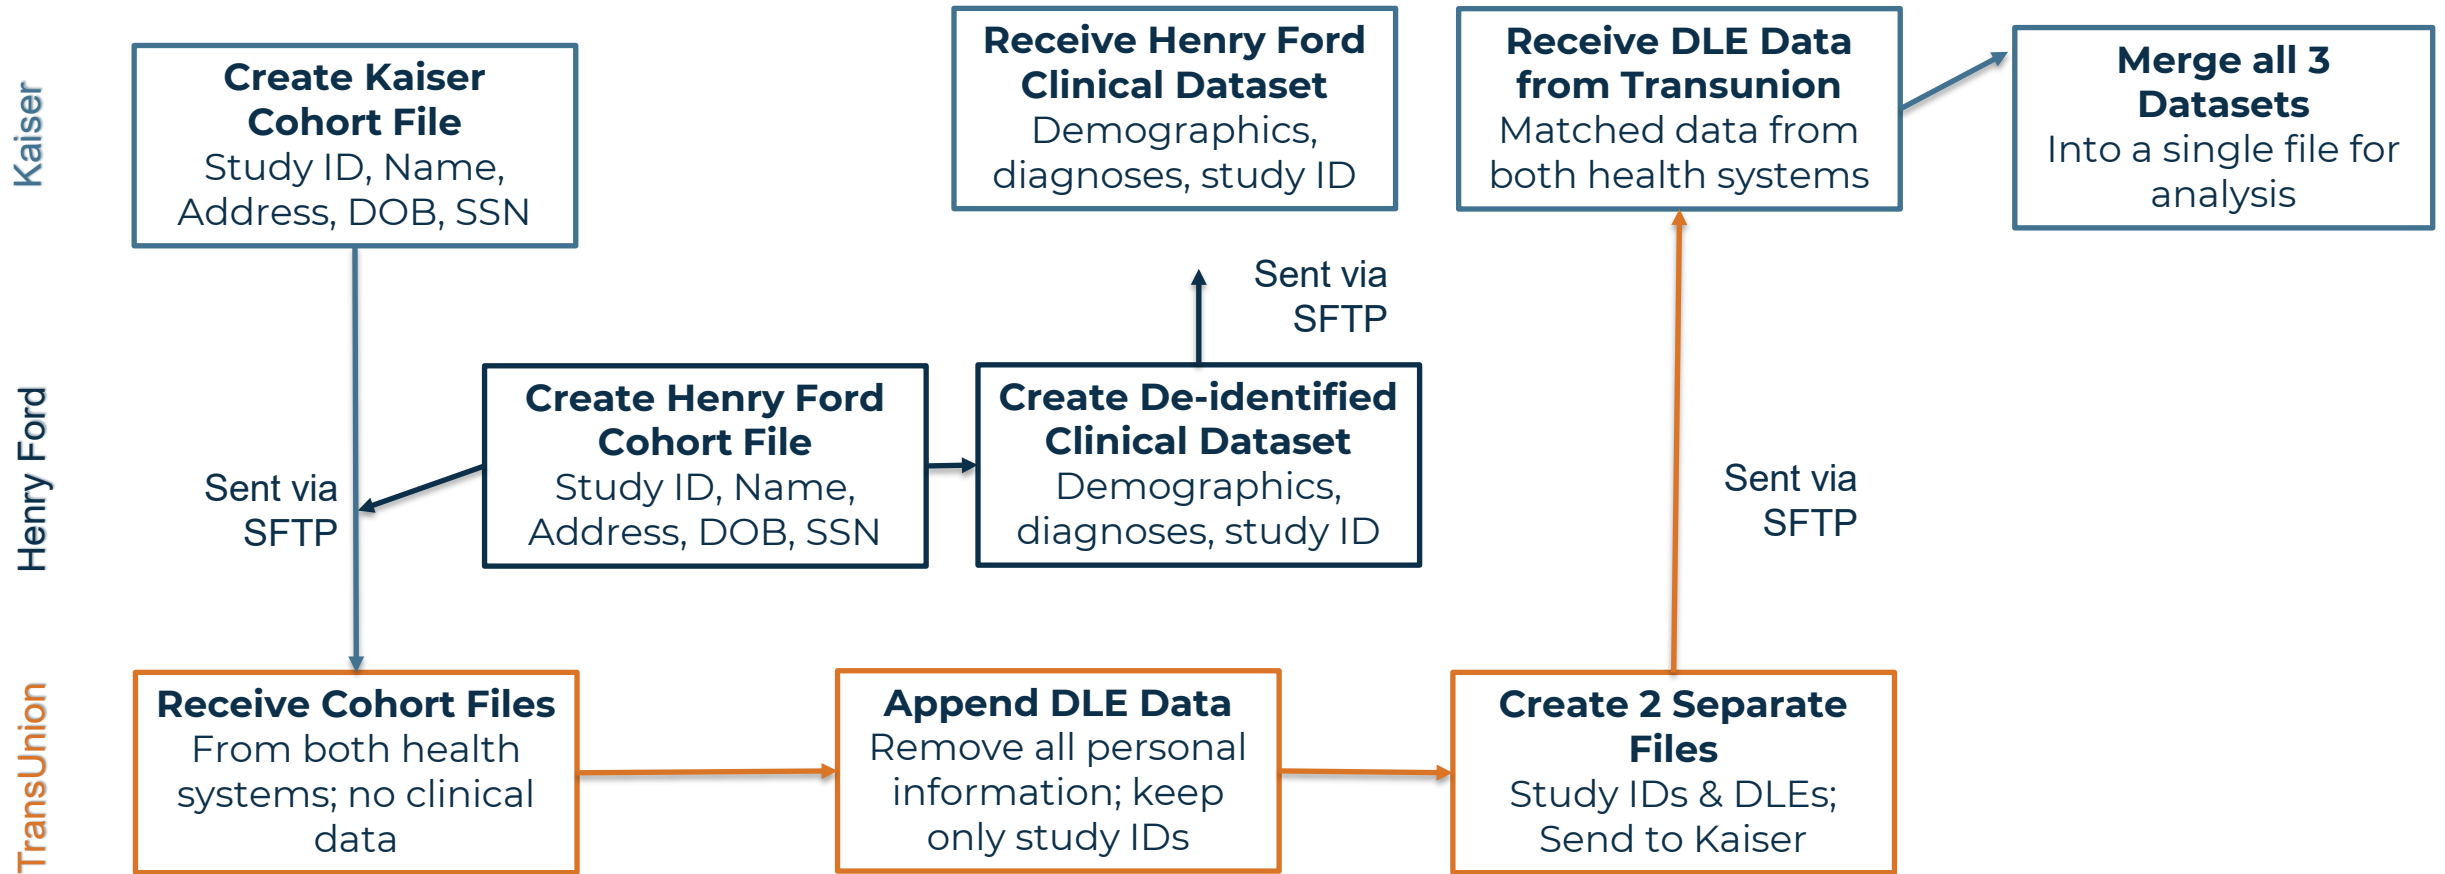 Kaiser
Create Kaiser
Cohort File
Study ID, Name,
Address, DOB, SSN
Receive Henry Ford
Clinical Dataset
Demographics,
diagnoses, study ID
Receive DLE Data
from Transunion
Matched data from
both health systems
Merge all 3
Datasets
Into a single file for
analysis
Sent via
SFTP
Henry Ford
Sent via
SFTP
Create Henry Ford
Cohort File
Study ID, Name,
Address, DOB, SSN
Create De-identified
Clinical Dataset
Demographics,
diagnoses, study ID
Sent via
SFTP
TransUnion
Receive Cohort Files
From both health
systems; no clinical
data
Append DLE Data
Remove all personal
information; keep
only study IDs
Create 2 Separate
Files
Study IDs & DLEs;
Send to Kaiser